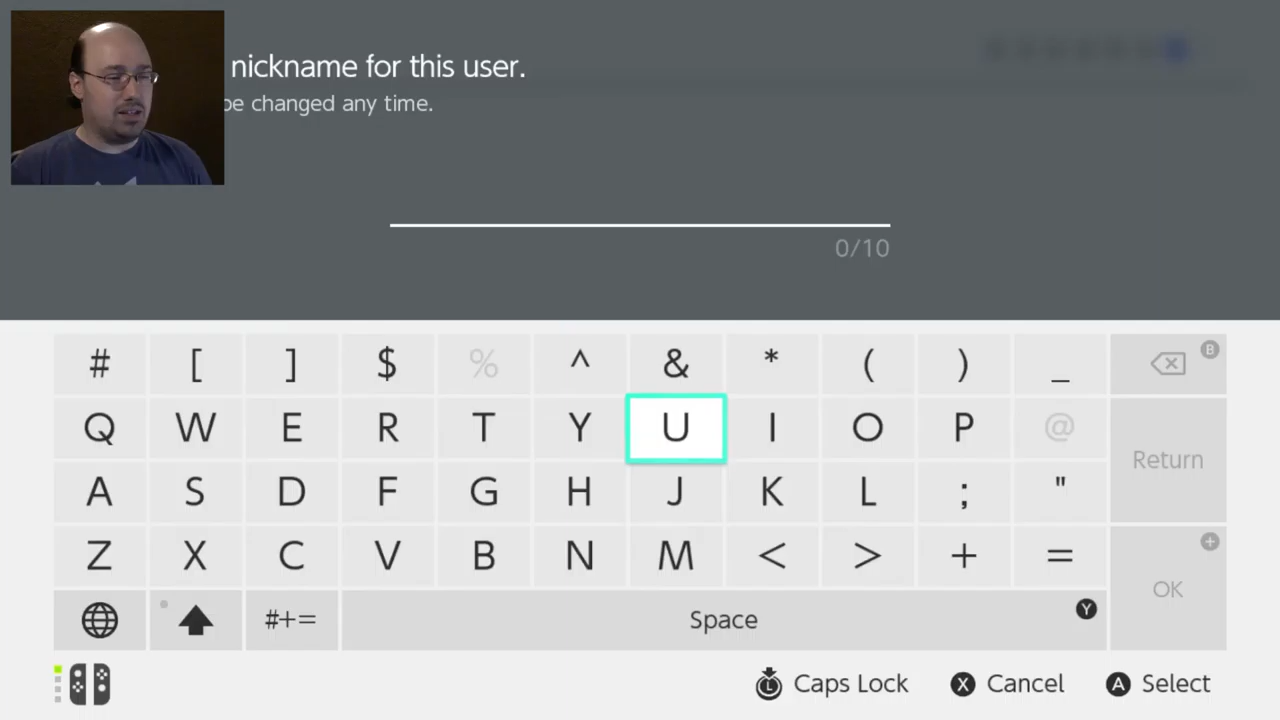 nickname for this user.
be changed any time.
0/10
# [ ] $ % ^ & * ( ) _ B
Q W E R T Y U I O P @ Return
A S D F G H J K L ; "
Z X C V B N M < > + = OK
#+= Space Y
L Caps Lock X Cancel A Select